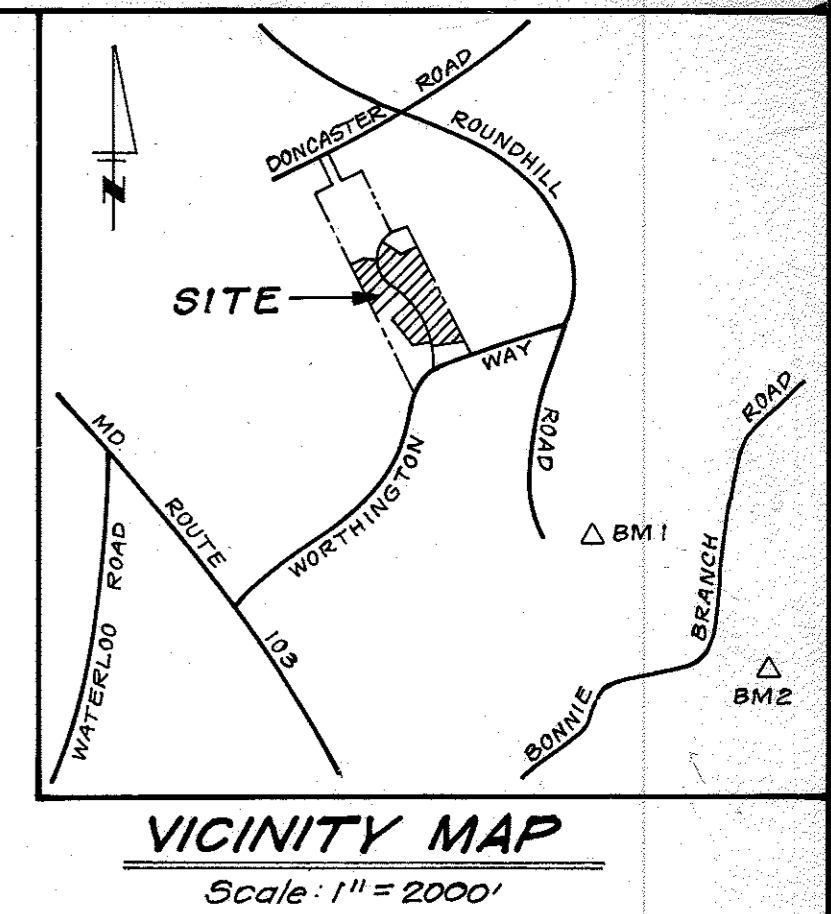 DONCASTER ROAD
ROUNDHILL
ROAD
N
SITE
WORTHINGTON
WAY
MD. ROUTE 103
WATERLOO ROAD
BM1
BONNIE BRANCH ROAD
BM2
VICINITY MAP
Scale: 1" = 2000'